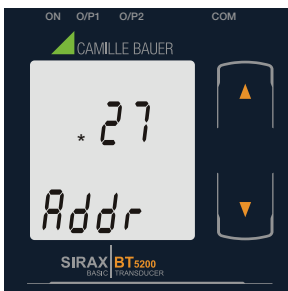 ON O/P1 O/P2 COM
CAMILLE BAUER
* 27
Addr
SIRAX BT5200
BASIC TRANSDUCER